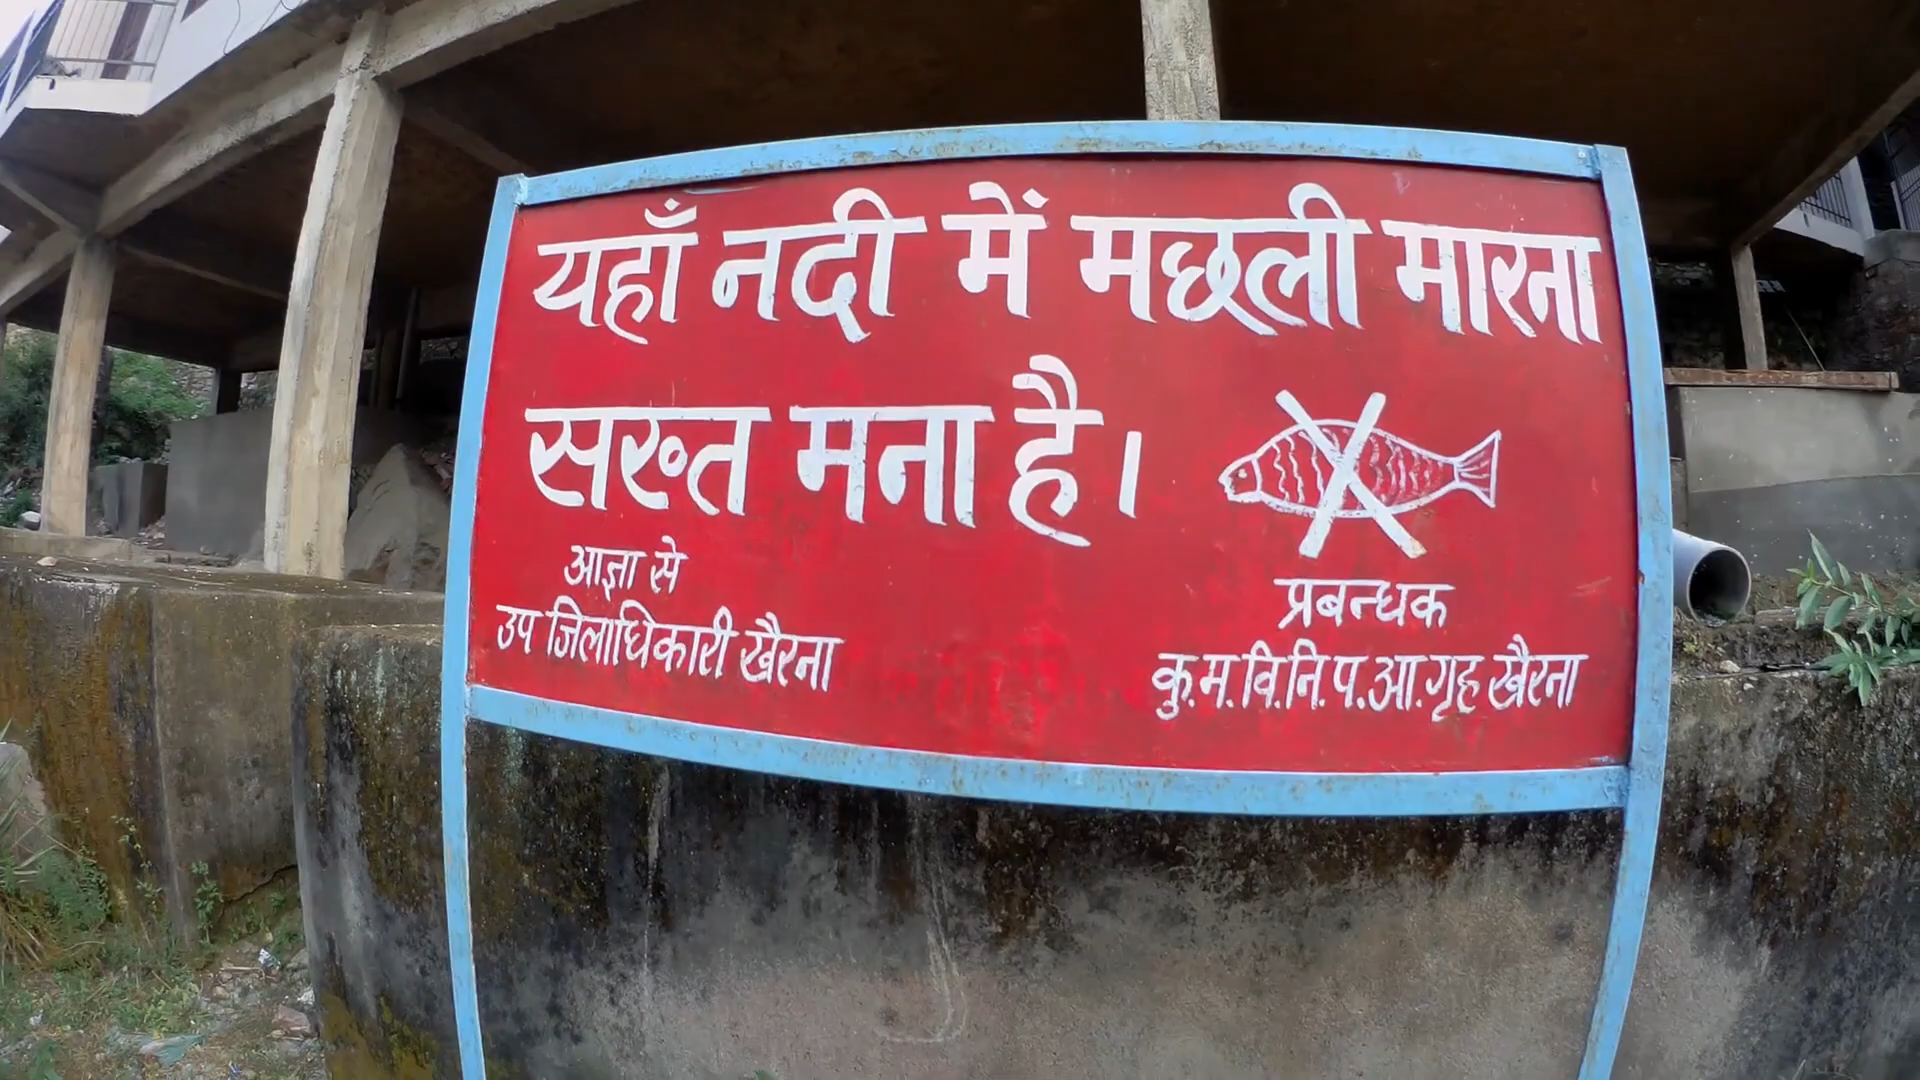 यहाँ नदी में मछली मारना
सख्त मना है।
आज्ञा से
उप जिलाधिकारी खैरना
प्रबन्धक
कु.म.वि.नि.प.आ.गृह खैरना